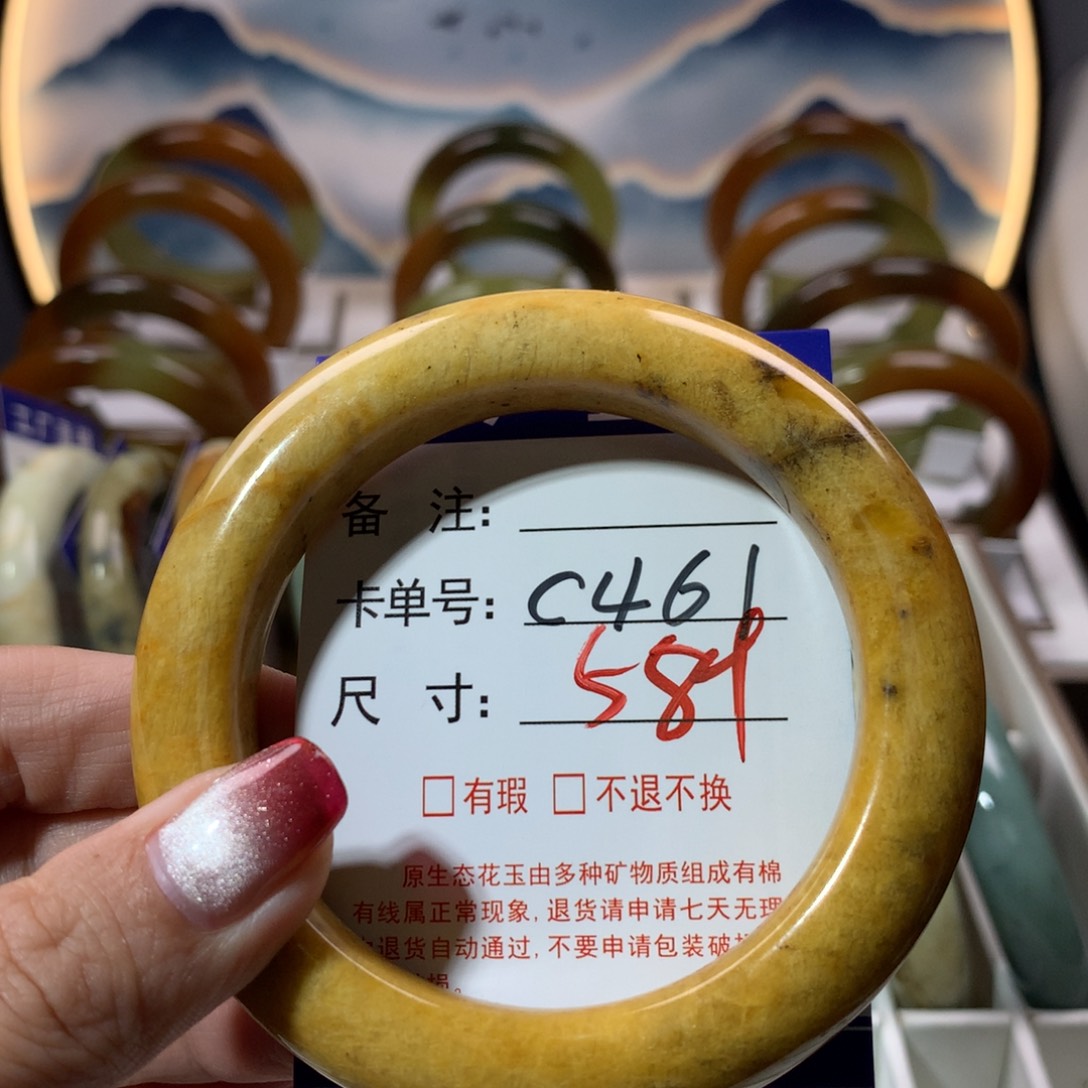 备 注：
卡单号：C461
尺 寸：589
□有瑕 □不退不换
原生态花玉由多种矿物质组成有棉
有线属正常现象，退货请申请七天无理
退货自动通过，不要申请包装破
损。